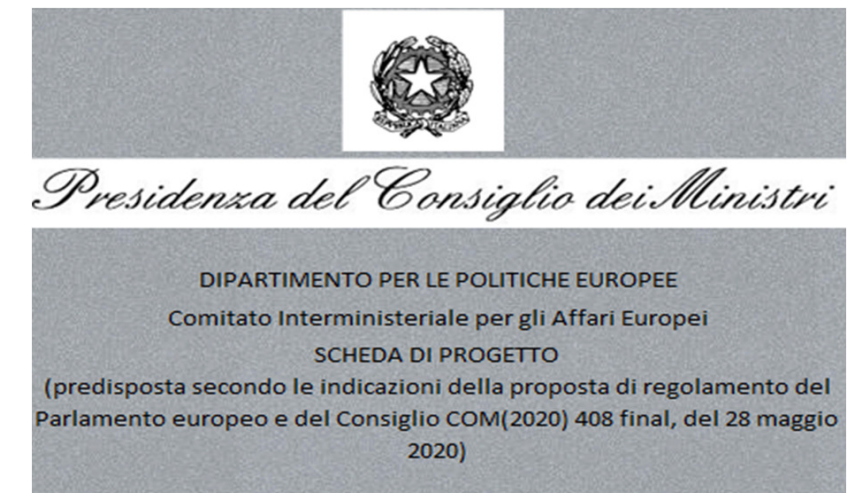 REPVBBLICA ITALIANA
Presidenza del Consiglio dei Ministri
DIPARTIMENTO PER LE POLITICHE EUROPEE
Comitato Interministeriale per gli Affari Europei
SCHEDA DI PROGETTO
(predisposta secondo le indicazioni della proposta di regolamento del
Parlamento europeo e del Consiglio COM(2020) 408 final, del 28 maggio
2020)